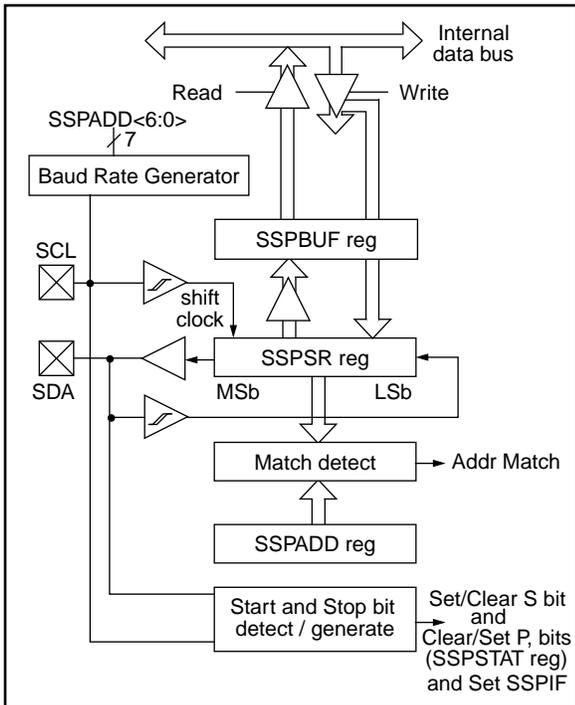 Internal
data bus
Read
Write
SSPADD<6:0>
7
Baud Rate Generator
SSPBUF reg
SCL
shift
clock
SSPSR reg
SDA
MSb
LSb
Match detect
Addr Match
SSPADD reg
Start and Stop bit
detect / generate
Set/Clear S bit
and
Clear/Set P, bits
(SSPSTAT reg)
and Set SSPIF